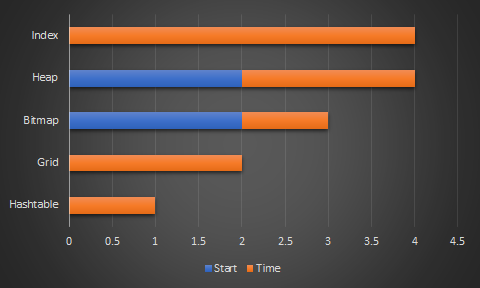 Index
Heap
Bitmap
Grid
Hashtable
0 0.5 1 1.5 2 2.5 3 3.5 4 4.5
Start Time